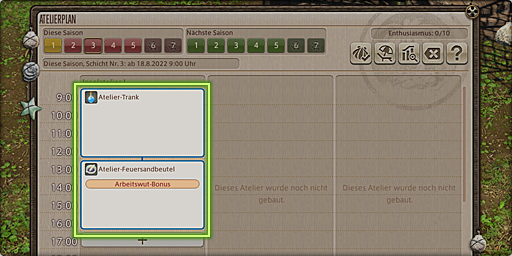 ATELIERPLAN
Diese Saison
1 2 3 4 5 6 7
Nächste Saison
1 2 3 4 5 6 7
Enthusiasmus: 0/10
?
Diese Saison, Schicht Nr. 3: ab 18.8.2022 9:00 Uhr
9:00
10:00
11:00
12:00
13:00
14:00
15:00
16:00
17:00
Atelier-Trank
Atelier-Feuersandbeutel
Arbeitswut-Bonus
Dieses Atelier wurde noch nicht
gebaut.
Dieses Atelier wurde noch nicht
gebaut.